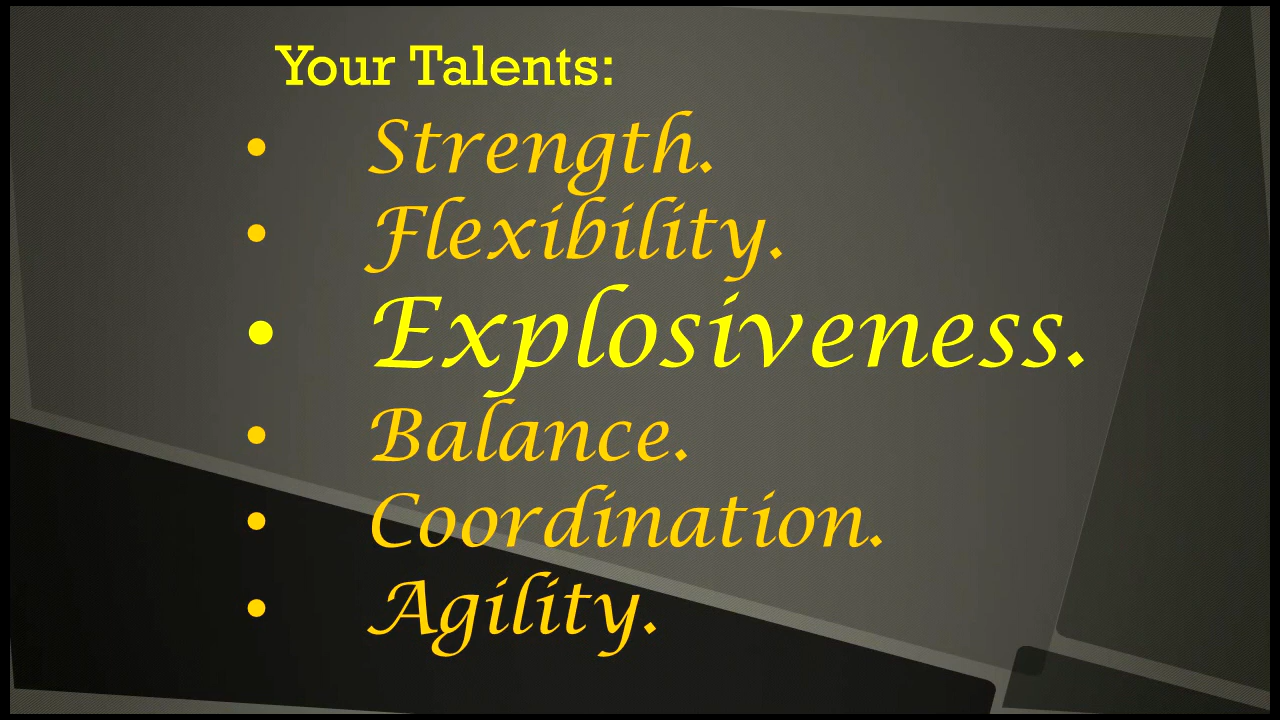 Your Talents:
• Strength.
• Flexibility.
• Explosiveness.
• Balance.
• Coordination.
• Agility.